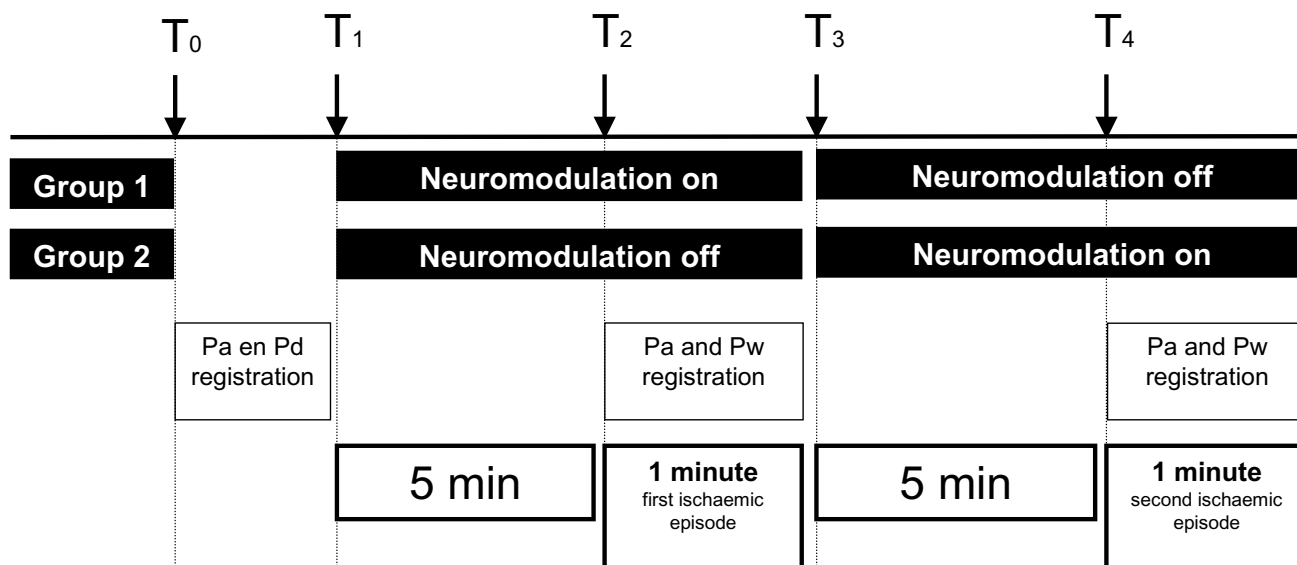 T0
T1
T2
T3
T4
Group 1
Neuromodulation on
Neuromodulation off
Group 2
Neuromodulation off
Neuromodulation on
Pa en Pd
registration
Pa and Pw
registration
Pa and Pw
registration
5 min
1 minute
first ischaemic
episode
5 min
1 minute
second ischaemic
episode